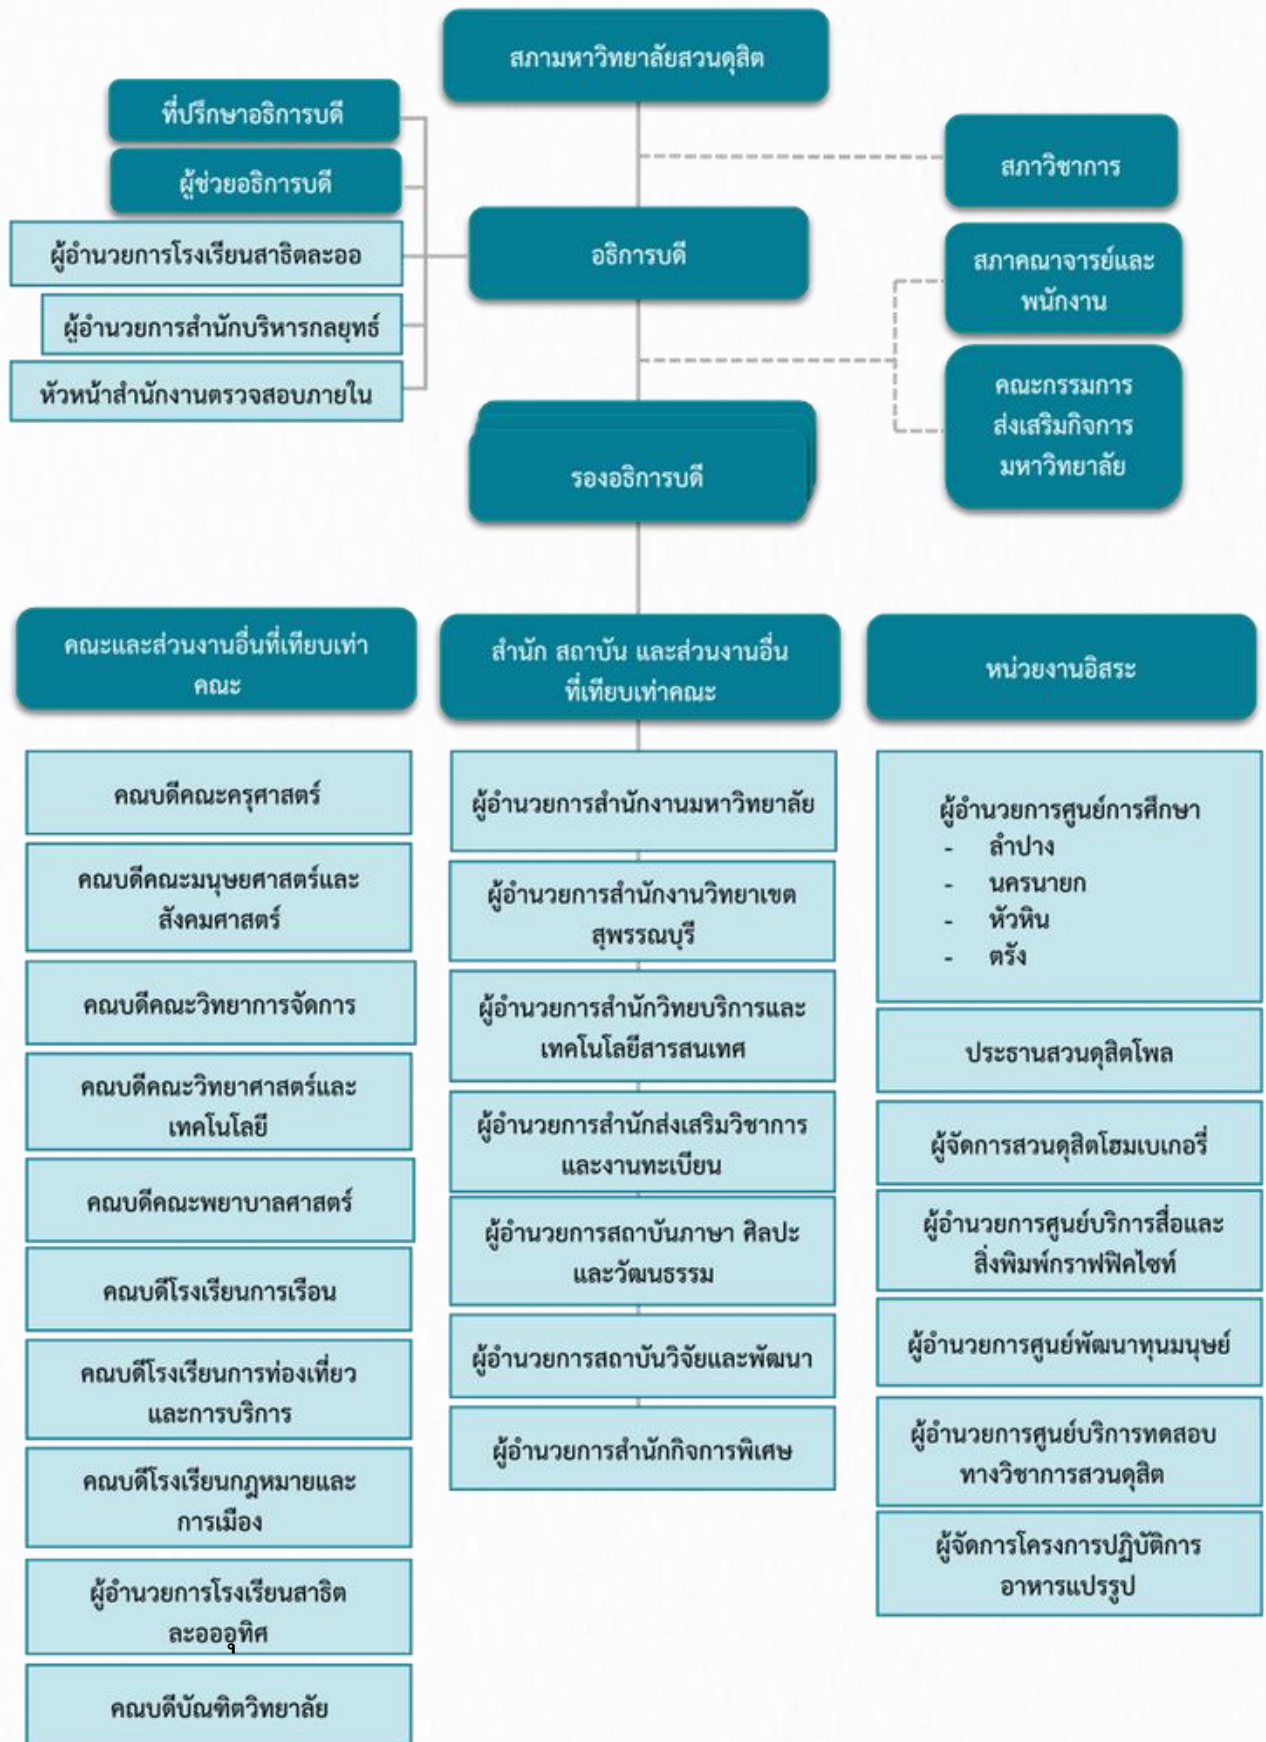 สภามหาวิทยาลัยสวนดุสิต
ที่ปรึกษาอธิการบดี
ผู้ช่วยอธิการบดี
ผู้อำนวยการโรงเรียนสาธิตละออ
ผู้อำนวยการสำนักบริหารกลยุทธ์
หัวหน้าสำนักงานตรวจสอบภายใน
อธิการบดี
สภาวิชาการ
สภาคณาจารย์และ
พนักงาน
คณะกรรมการ
ส่งเสริมกิจการ
มหาวิทยาลัย
รองอธิการบดี
คณะและส่วนงานอื่นที่เทียบเท่า
คณะ
คณบดีคณะครุศาสตร์
คณบดีคณะมนุษยศาสตร์และ
สังคมศาสตร์
คณบดีคณะวิทยาการจัดการ
คณบดีคณะวิทยาศาสตร์และ
เทคโนโลยี
คณบดีคณะพยาบาลศาสตร์
คณบดีโรงเรียนการเรือน
คณบดีโรงเรียนการท่องเที่ยว
และการบริการ
คณบดีโรงเรียนกฎหมายและ
การเมือง
ผู้อำนวยการโรงเรียนสาธิต
ละอออุทิศ
คณบดีบัณฑิตวิทยาลัย
สำนัก สถาบัน และส่วนงานอื่น
ที่เทียบเท่าคณะ
ผู้อำนวยการสำนักงานมหาวิทยาลัย
ผู้อำนวยการสำนักงานวิทยาเขต
สุพรรณบุรี
ผู้อำนวยการสำนักวิทยบริการและ
เทคโนโลยีสารสนเทศ
ผู้อำนวยการสำนักส่งเสริมวิชาการ
และงานทะเบียน
ผู้อำนวยการสถาบันภาษา ศิลปะ
และวัฒนธรรม
ผู้อำนวยการสถาบันวิจัยและพัฒนา
ผู้อำนวยการสำนักกิจการพิเศษ
หน่วยงานอิสระ
ผู้อำนวยการศูนย์การศึกษา
- ลำปาง
- นครนายก
- หัวหิน
- ตรัง
ประธานสวนดุสิตโพล
ผู้จัดการสวนดุสิตโฮมเบเกอรี่
ผู้อำนวยการศูนย์บริการสื่อและ
สิ่งพิมพ์กราฟฟิคไซท์
ผู้อำนวยการศูนย์พัฒนาทุนมนุษย์
ผู้อำนวยการศูนย์บริการทดสอบ
ทางวิชาการสวนดุสิต
ผู้จัดการโครงการปฏิบัติการ
อาหารแปรรูป